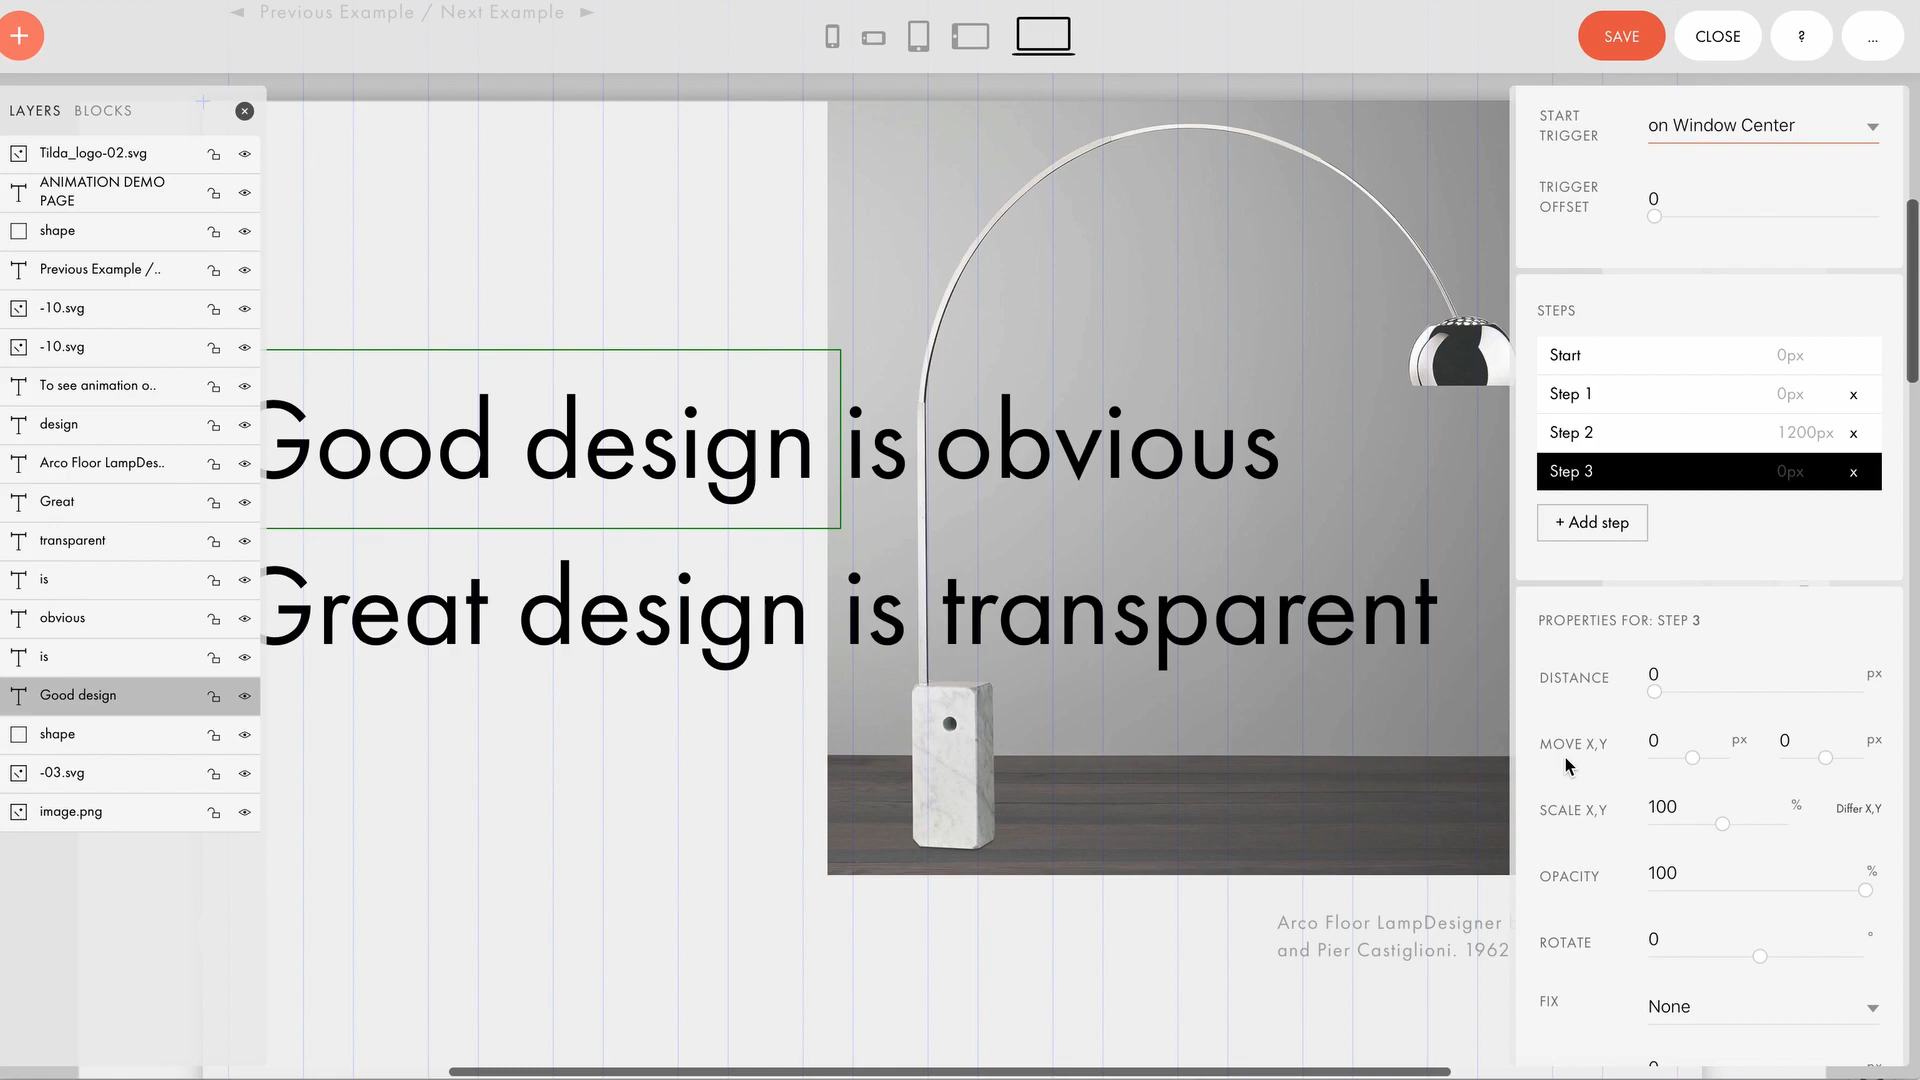 Previous Example / Next Example
SAVE
CLOSE
?
...
LAYERS BLOCKS
Tilda_logo-02.svg
ANIMATION DEMO
PAGE
shape
Previous Example /..
-10.svg
-10.svg
To see animation o..
design
Arco Floor LampDes..
Great
transparent
is
obvious
is
Good design
shape
-03.svg
image.png
Good design is obvious
Great design is transparent
Arco Floor LampDesigner
and Pier Castiglioni. 1962
START
TRIGGER
on Window Center
TRIGGER
OFFSET
0
STEPS
Start 0px
Step 1 0px x
Step 2 1200px x
Step 3 0px x
+ Add step
PROPERTIES FOR: STEP 3
DISTANCE 0 px
MOVE X,Y 0 px 0 px
SCALE X,Y 100 % Differ X,Y
OPACITY 100 %
ROTATE 0 °
FIX None